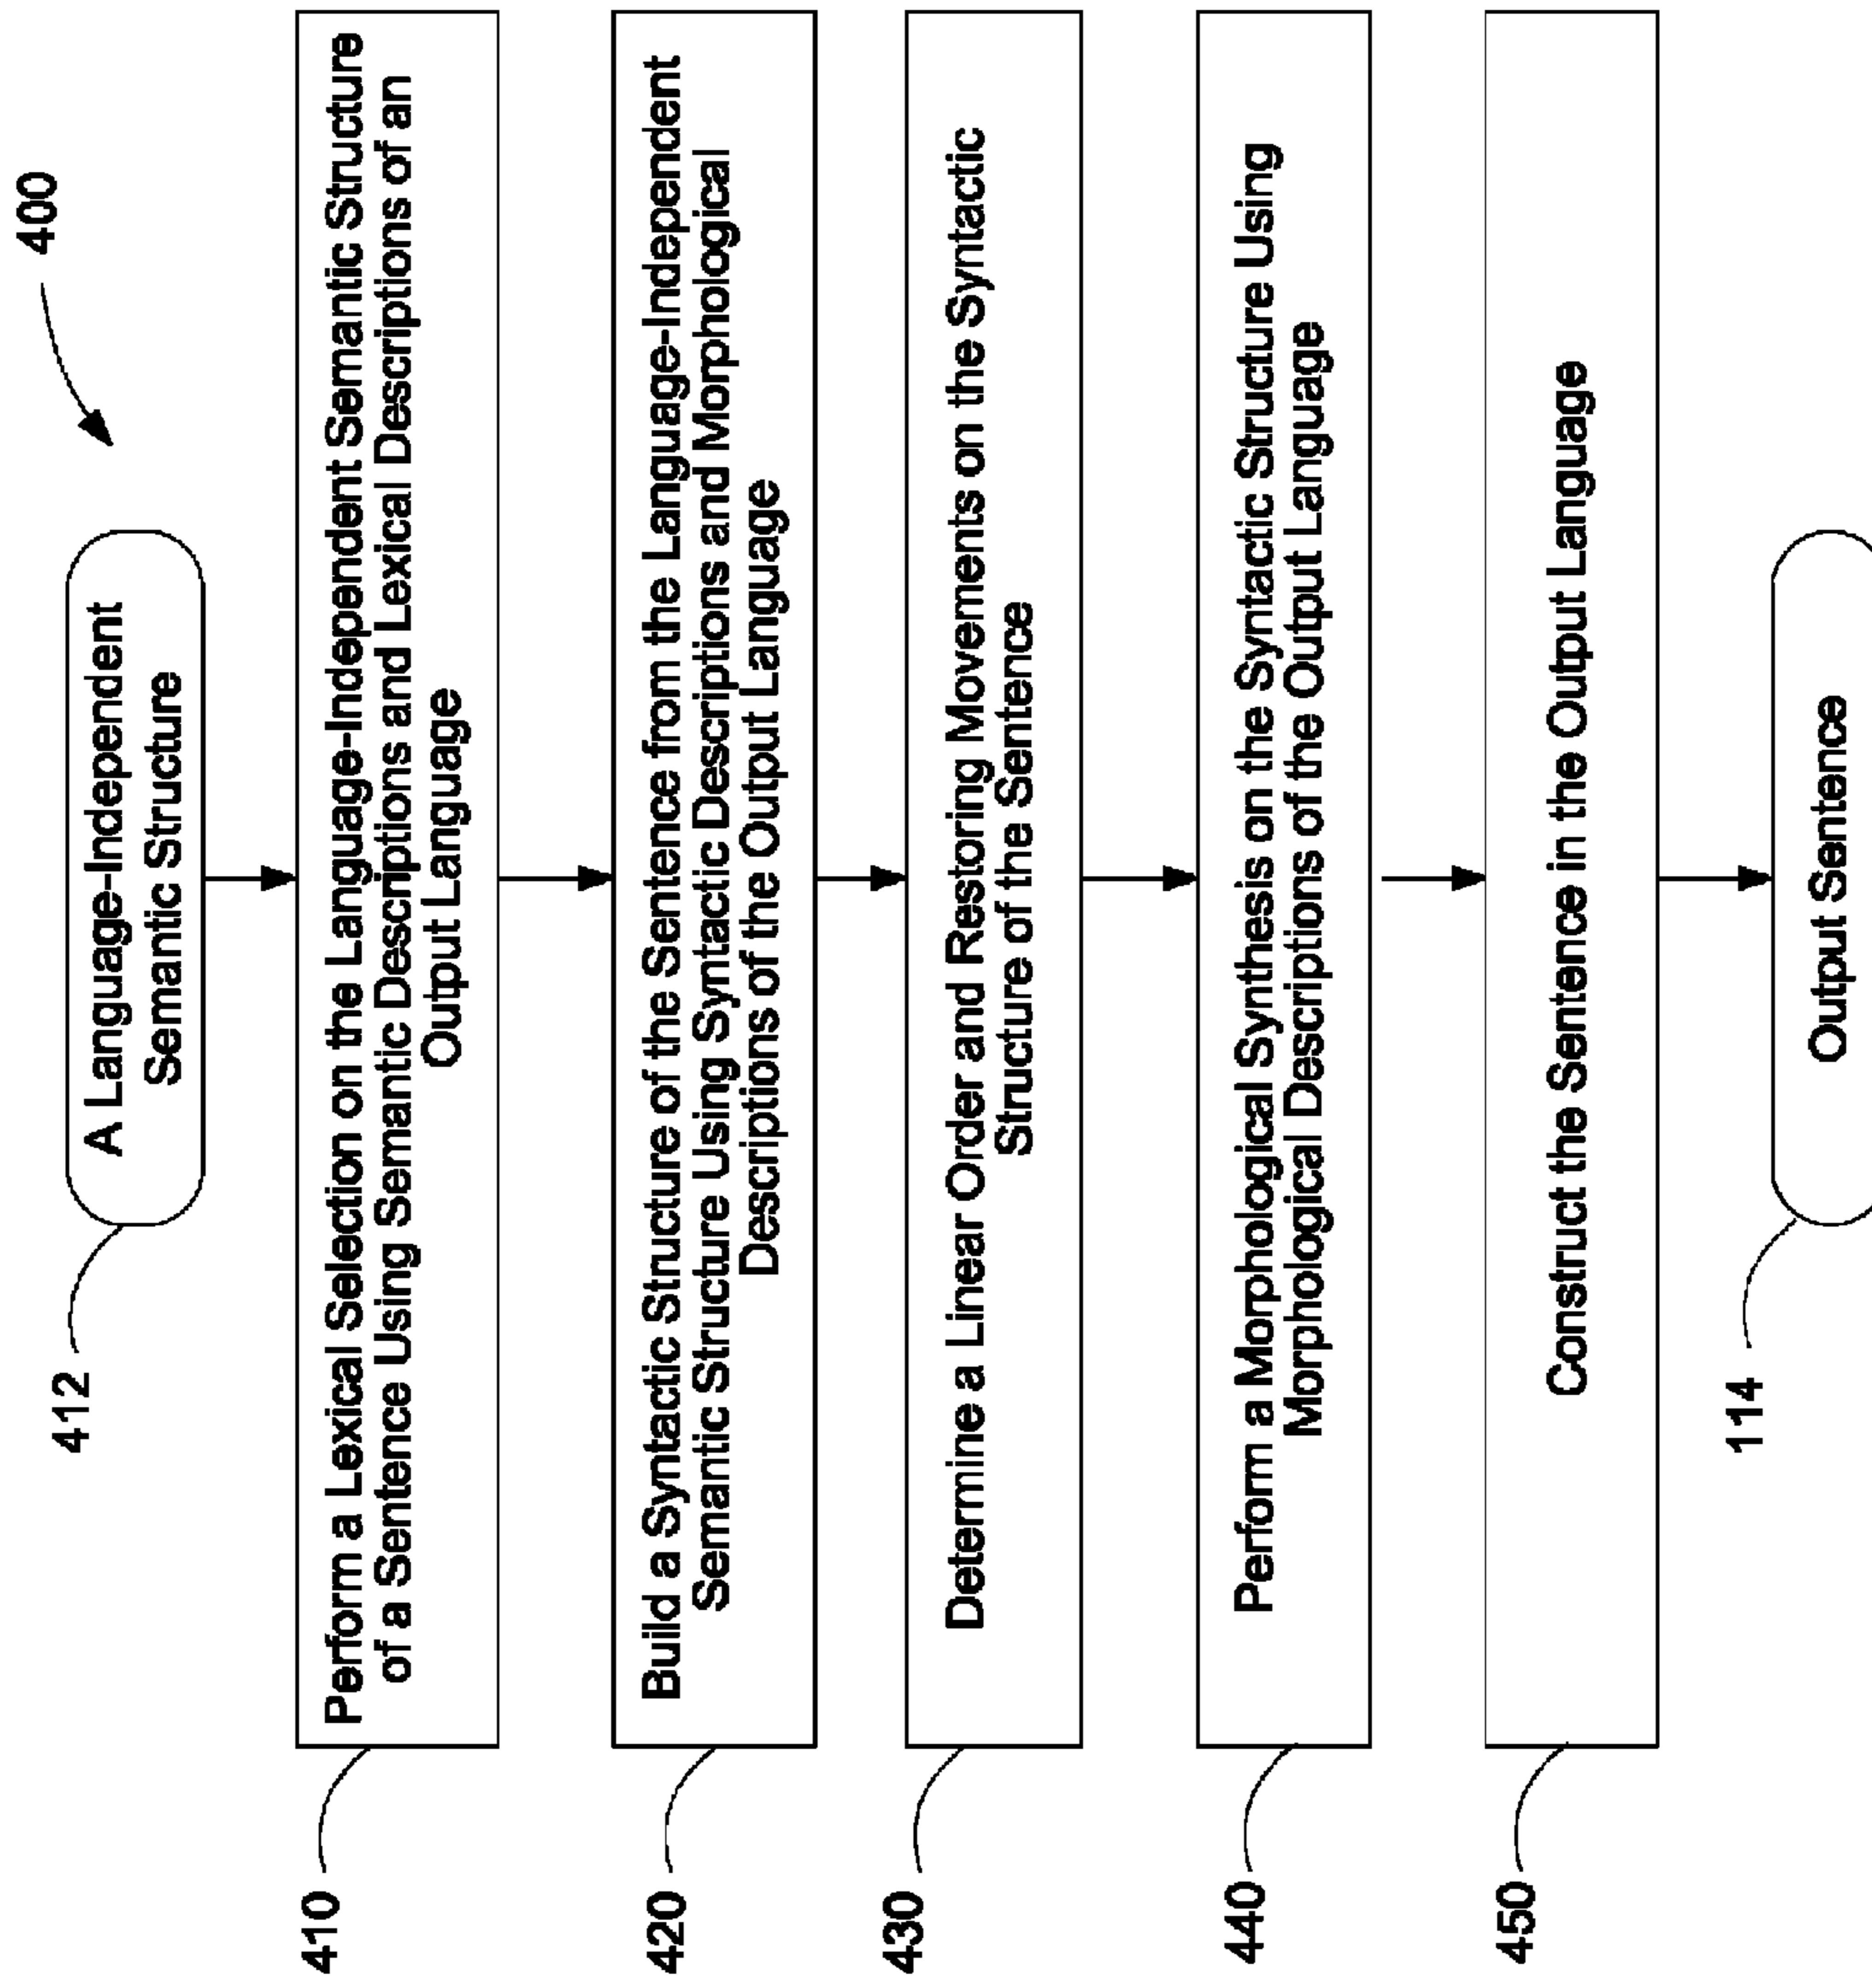 400
412
A Language-Independent
Semantic Structure
410
Perform a Lexical Selection on the Language-Independent Semantic Structure
of a Sentence Using Semantic Descriptions and Lexical Descriptions of an
Output Language
420
Build a Syntactic Structure of the Sentence from the Language-Independent
Semantic Structure Using Syntactic Descriptions and Morphological
Descriptions of the Output Language
430
Determine a Linear Order and Restoring Movements on the Syntactic
Structure of the Sentence
440
Perform a Morphological Synthesis on the Syntactic Structure Using
Morphological Descriptions of the Output Language
450
Construct the Sentence in the Output Language
114
Output Sentence